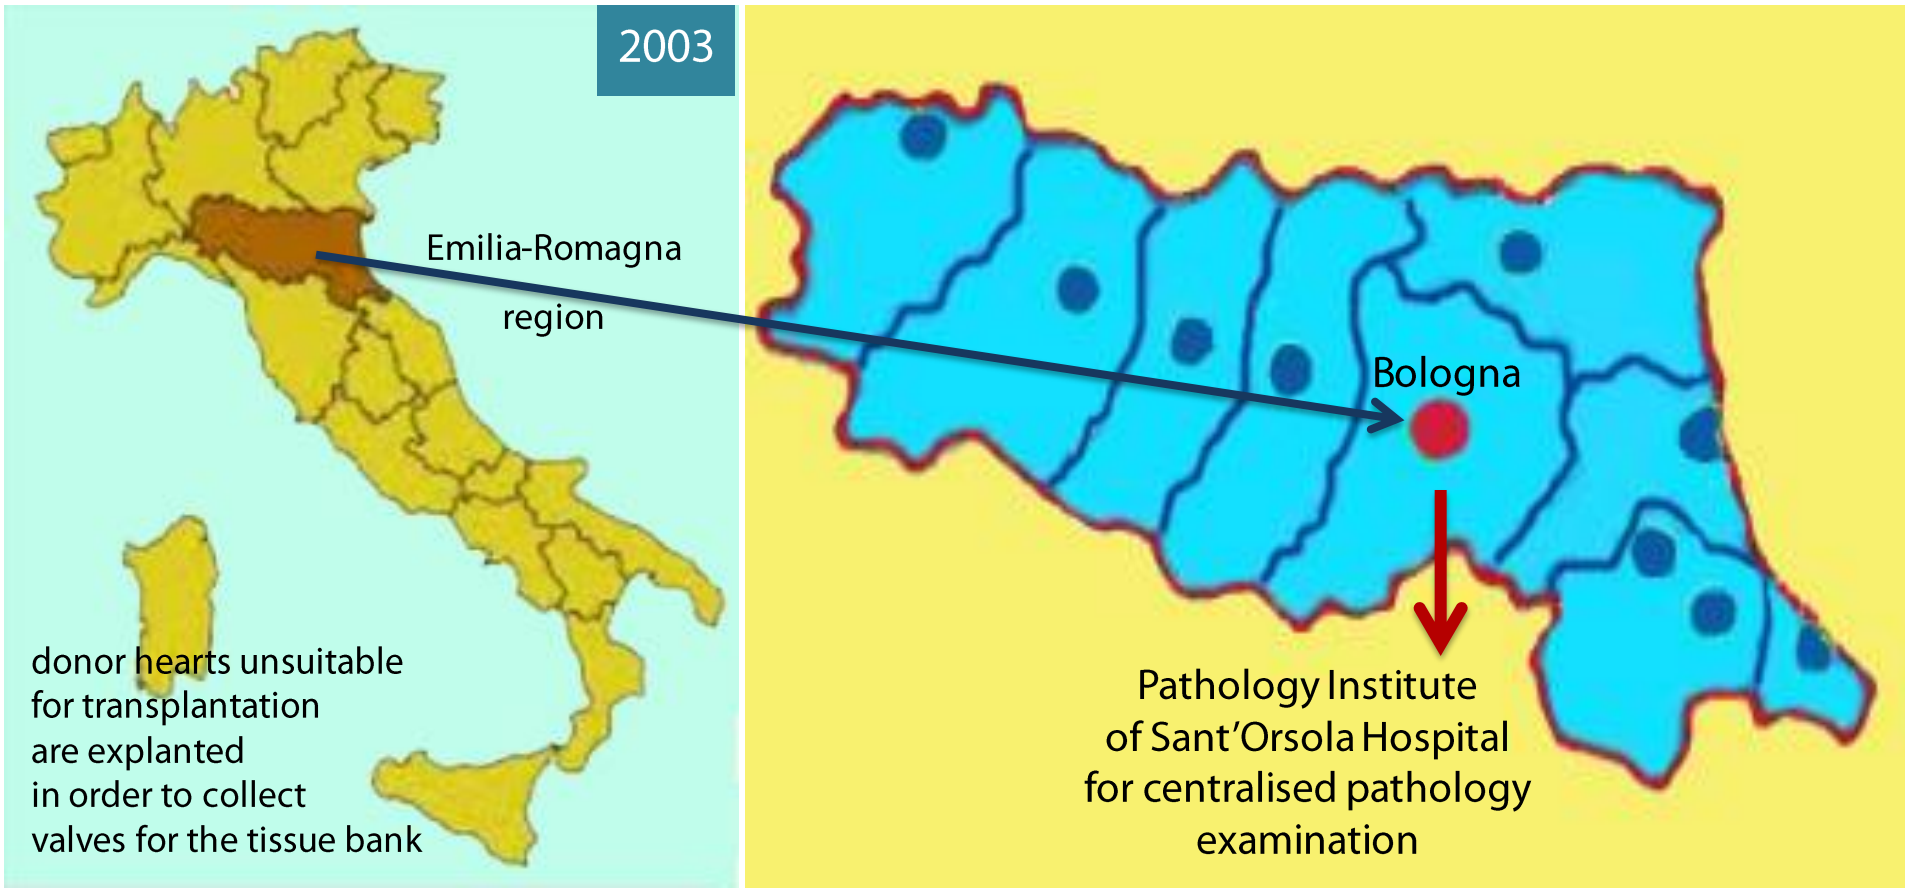 2003
Emilia-Romagna
region
donor hearts unsuitable
for transplantation
are explanted
in order to collect
valves for the tissue bank
Bologna
Pathology Institute
of Sant’Orsola Hospital
for centralised pathology
examination